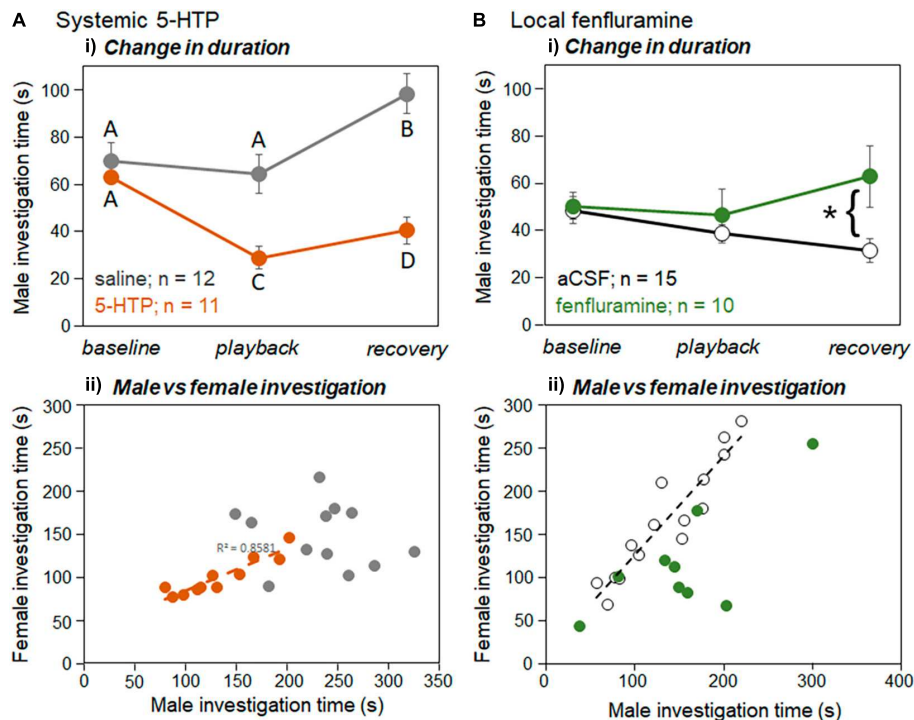 A Systemic 5-HTP
i) Change in duration
Male investigation time (s)
100
80
60
40
20
0
A
A
B
A
C
D
saline; n = 12
5-HTP; n = 11
baseline playback recovery
ii) Male vs female investigation
Female investigation time (s)
300
250
200
150
100
50
0
R² = 0.8581
0 50 100 150 200 250 300 350
Male investigation time (s)
B Local fenfluramine
i) Change in duration
Male investigation time (s)
100
80
60
40
20
0
* {
aCSF; n = 15
fenfluramine; n = 10
baseline playback recovery
ii) Male vs female investigation
Female investigation time (s)
300
250
200
150
100
50
0
0 100 200 300 400
Male investigation time (s)